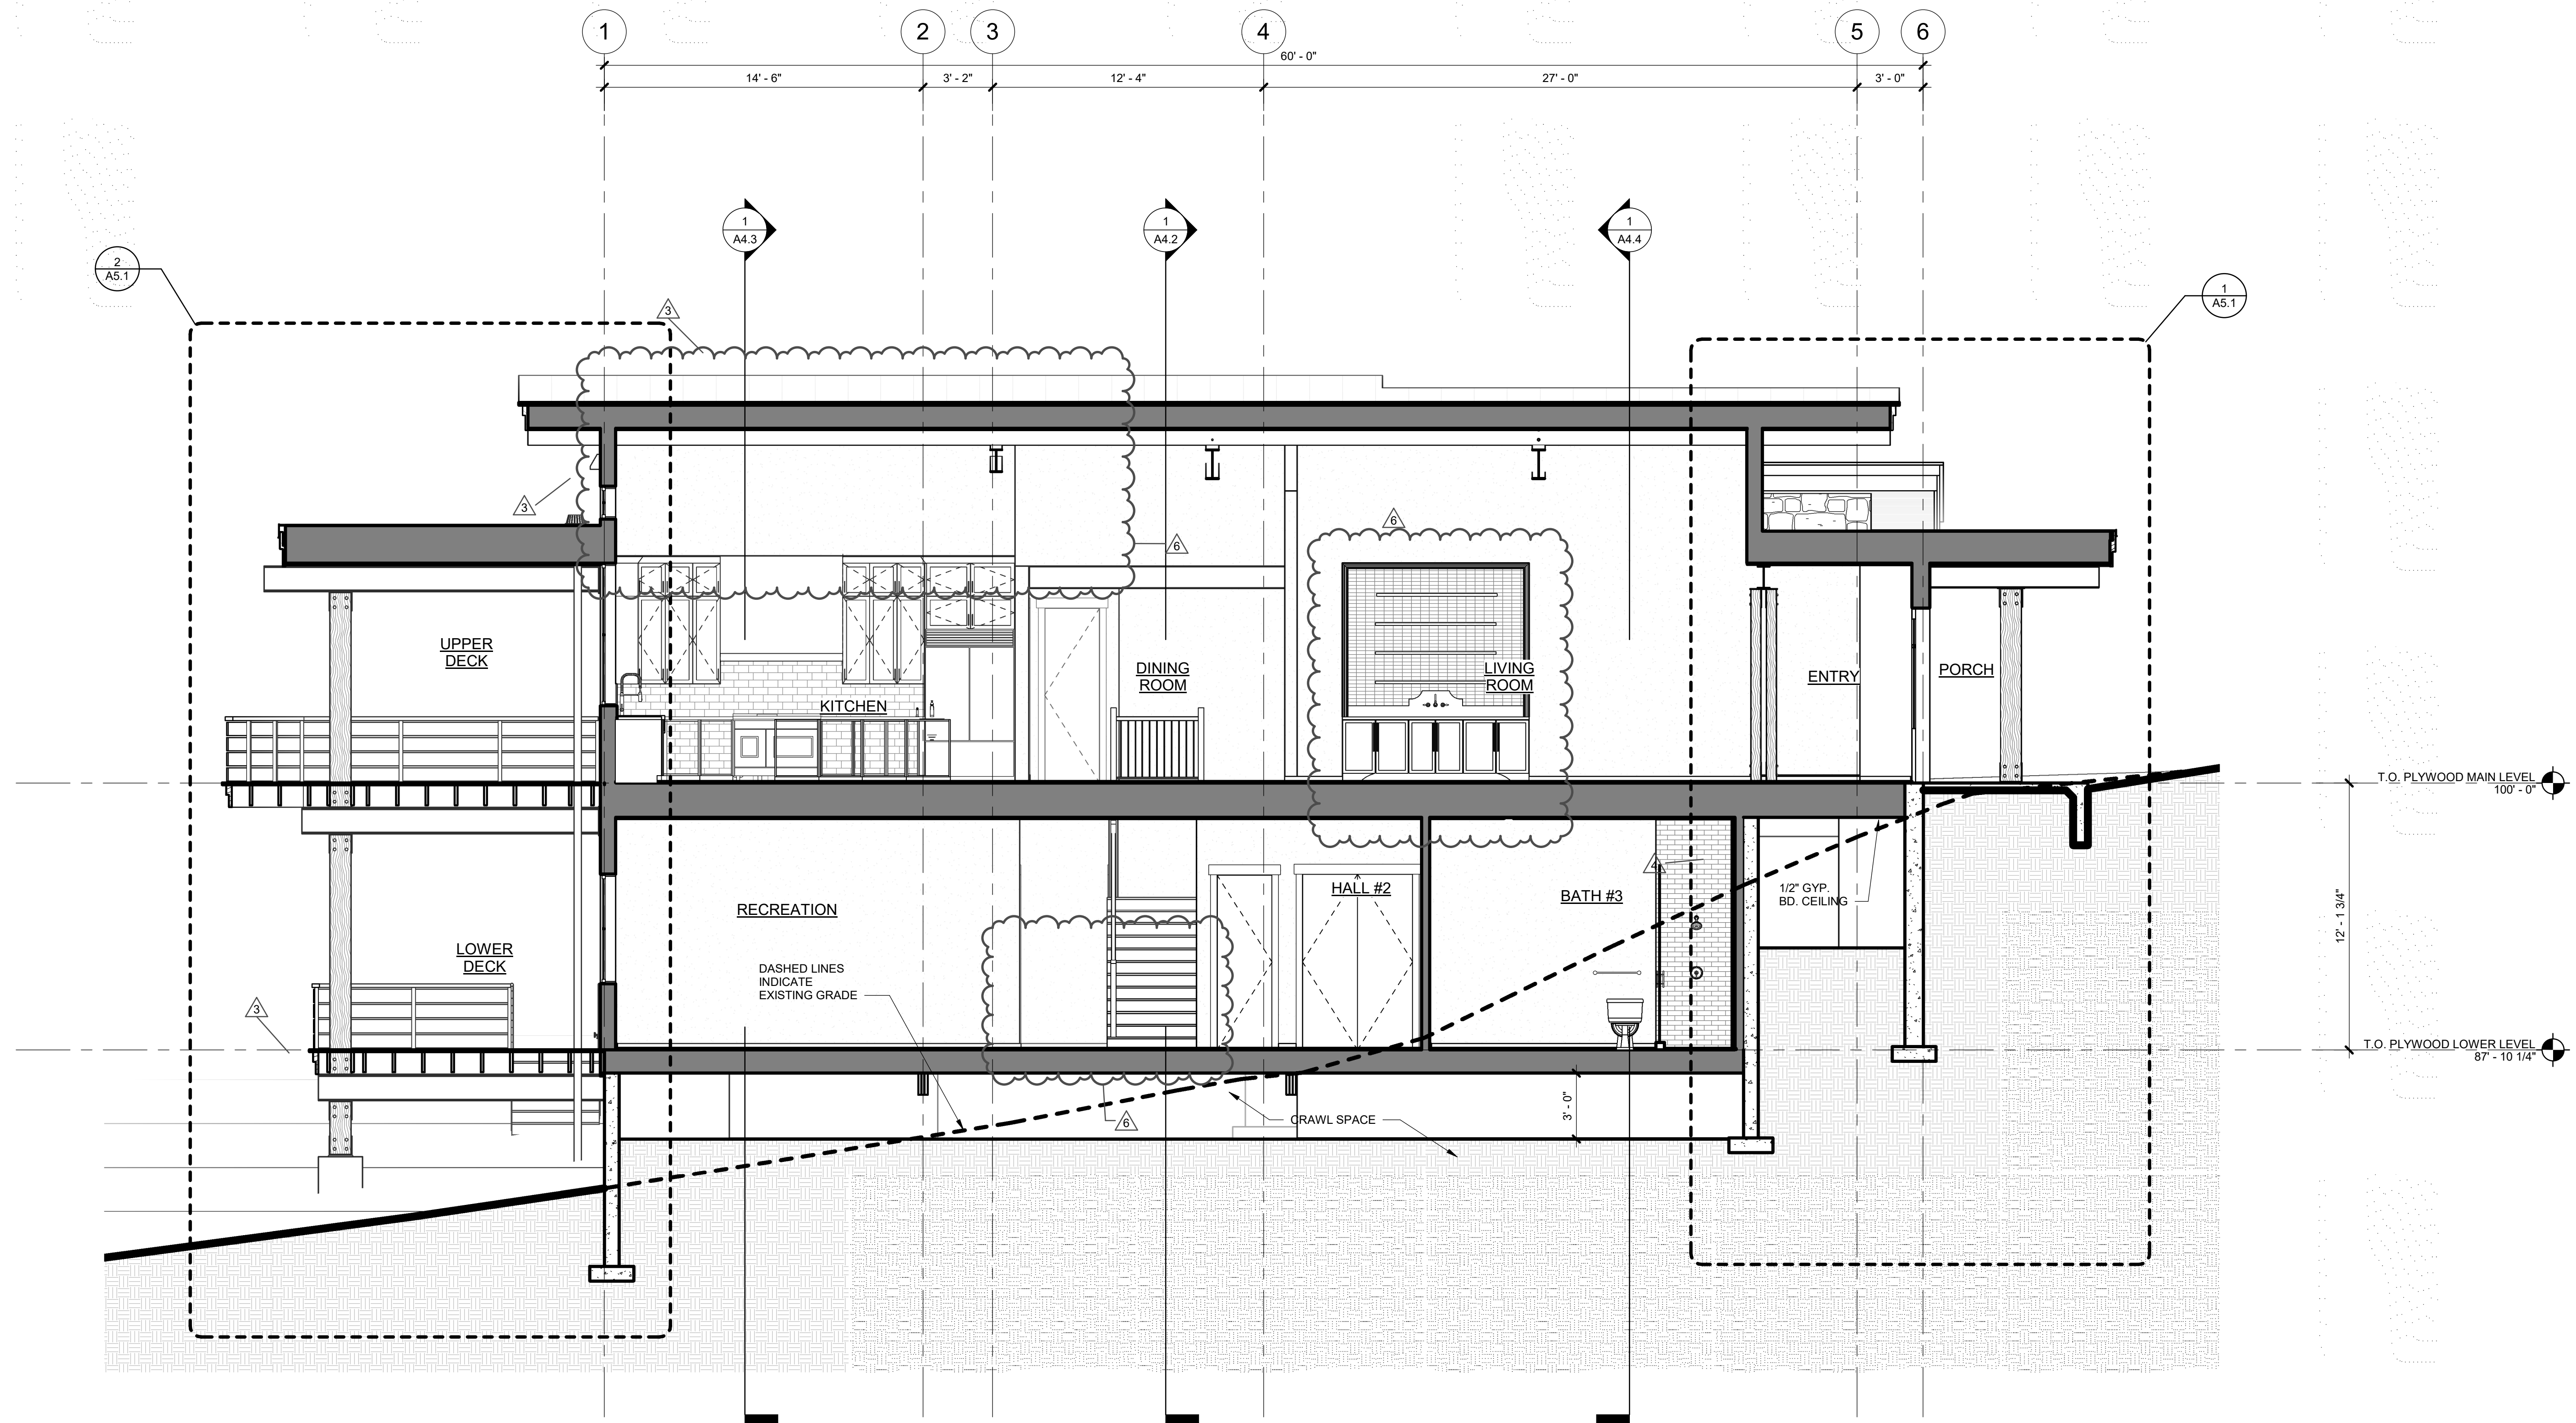 1 2 3 4 5 6
60' - 0"
14' - 6" 3' - 2" 12' - 4" 27' - 0" 3' - 0"
1
A4.3
1
A4.2
1
A4.4
2
A5.1
1
A5.1
3
3
6
6
UPPER
DECK
KITCHEN
DINING
ROOM
LIVING
ROOM
ENTRY
PORCH
T.O. PLYWOOD MAIN LEVEL
100' - 0"
4
RECREATION
HALL #2
BATH #3
1/2" GYP.
BD. CEILING
12' - 1 3/4"
LOWER
DECK
DASHED LINES
INDICATE
EXISTING GRADE
3
T.O. PLYWOOD LOWER LEVEL
87' - 10 1/4"
6
CRAWL SPACE
3' - 0"